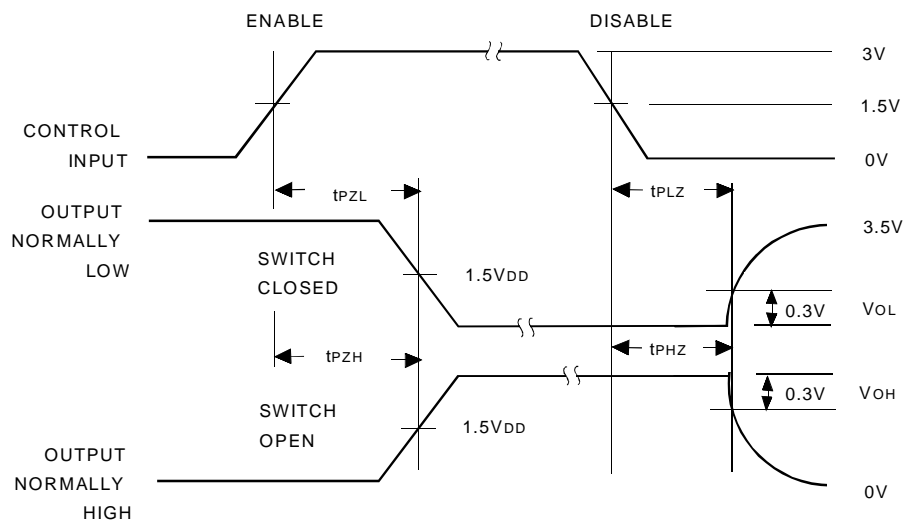 ENABLE
DISABLE
3V
1.5V
CONTROL
INPUT
0V
tPZL
tPLZ
OUTPUT
NORMALLY
LOW
3.5V
SWITCH
CLOSED
1.5VDD
0.3V
VOL
tPZH
tPHZ
SWITCH
OPEN
1.5VDD
0.3V
VOH
OUTPUT
NORMALLY
HIGH
0V